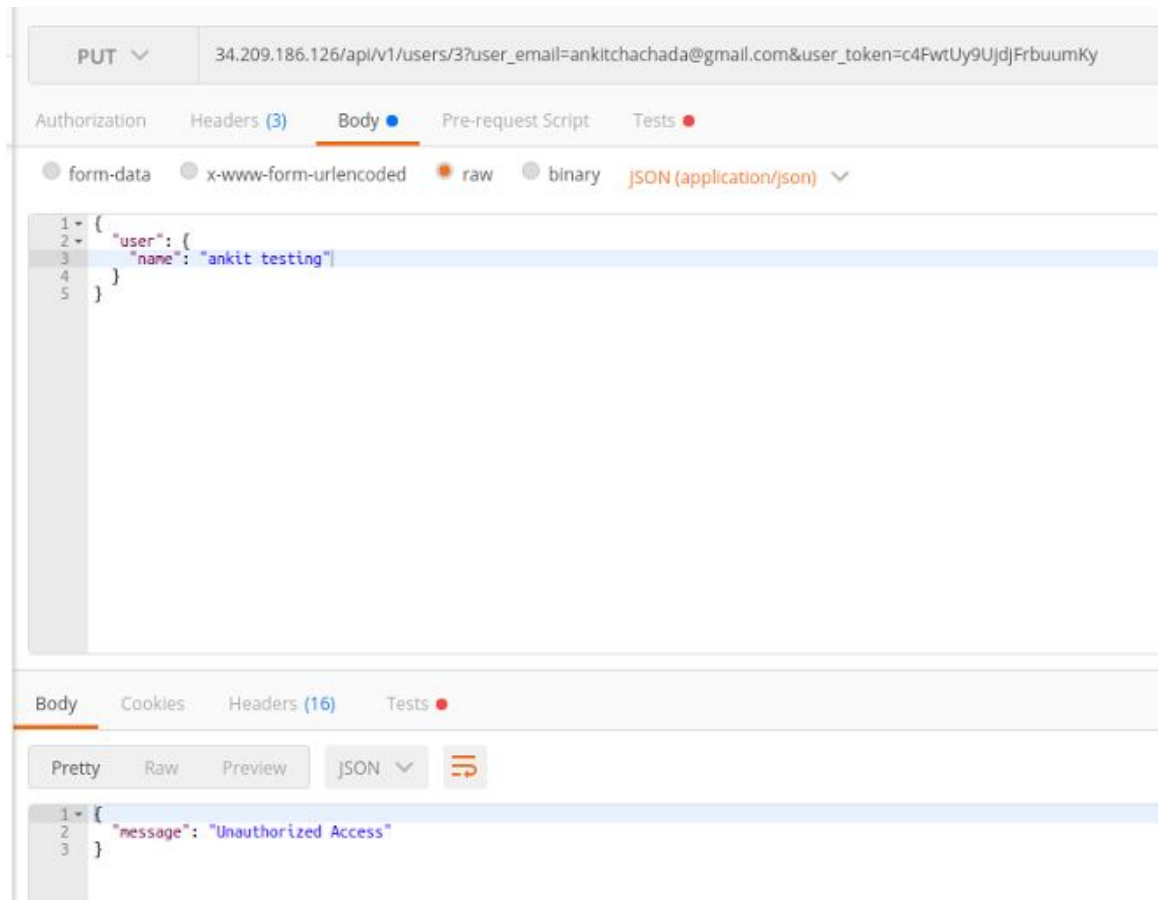 PUT 34.209.186.126/api/v1/users/3?user_email=ankitchachada@gmail.com&user_token=c4FwtUy9UjdjFrbuumKy
Authorization Headers (3) Body Pre-request Script Tests
form-data x-www-form-urlencoded raw binary JSON (application/json)
1 {
2 "user": {
3 "name": "ankit testing"
4 }
5 }
Body Cookies Headers (16) Tests
Pretty Raw Preview JSON
1 {
2 "message": "Unauthorized Access"
3 }